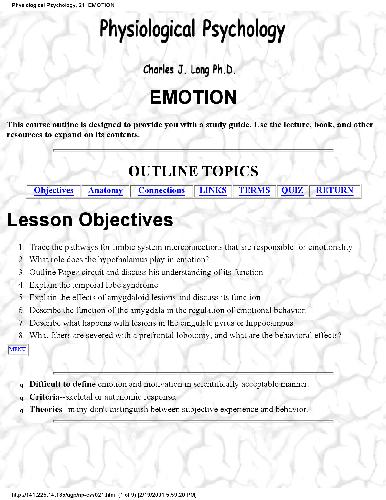 Physiological Psychology, 21 EMOTION
Physiological Psychology
Charles J. Long Ph.D.
EMOTION
This course outline is designed to provide you with a study guide. Use the lecture, book, and other
resources to expand on its contents.
OUTLINE TOPICS
Objectives Anatomy Connections LINKS TERMS QUIZ RETURN
Lesson Objectives
1. Trace the pathways for limbic system interconnections that are responsible for emotionality
2. What role does the hypothalamus play in emotion?
3. Outline Papez circuit and discuss his understanding of its function
4. Explain the temporal lobe syndrome
5. Explain the effects of amygdaloid lesions and discuss its function
6. Describe the function of the amygdala in the regulation of emotional behavior
7. Describe what happens with lesions in the cingulate gyrus or hippocampus
8. What fibers are severed with a prefrontal lobotomy, and what are the behavioral effects?
MENU
q Difficult to define emotion and motivation in scientifically acceptable manner.
q Criteria--skeletal or autonomic response.
q Theories--many don't distinguish between subjective experience and behavior.
(1 of 9)